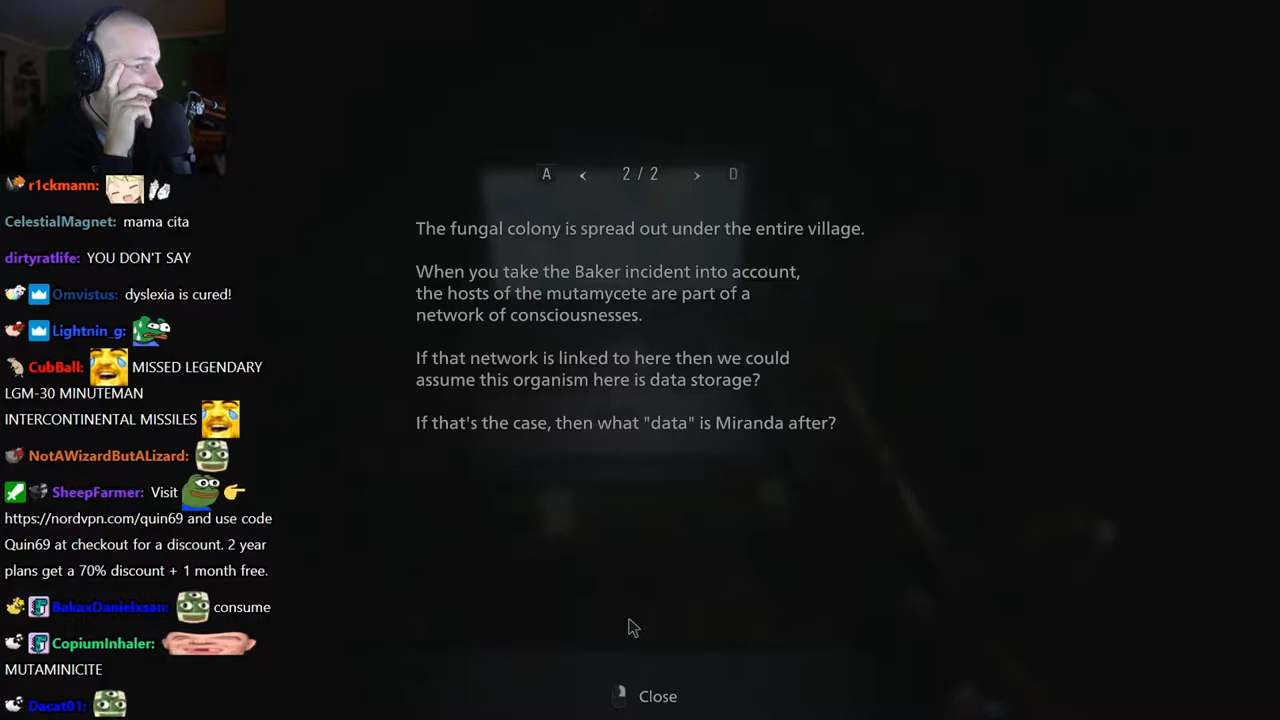 r1ckmann:
CelestialMagnet: mama cita
dirtyratlife: YOU DON'T SAY
Omvistus: dyslexia is cured!
Lightnin_g:
CubBall: MISSED LEGENDARY
LGM-30 MINUTEMAN
INTERCONTINENTAL MISSILES
NotAWizardButALizard:
SheepFarmer: Visit
https://nordvpn.com/quin69 and use code
Quin69 at checkout for a discount. 2 year
plans get a 70% discount + 1 month free.
BakaxDanielxsan: consume
CopiumInhaler:
MUTAMINICITE
Dacat01:
A < 2 / 2 > D
The fungal colony is spread out under the entire village.
When you take the Baker incident into account,
the hosts of the mutamycete are part of a
network of consciousnesses.
If that network is linked to here then we could
assume this organism here is data storage?
If that's the case, then what "data" is Miranda after?
Close